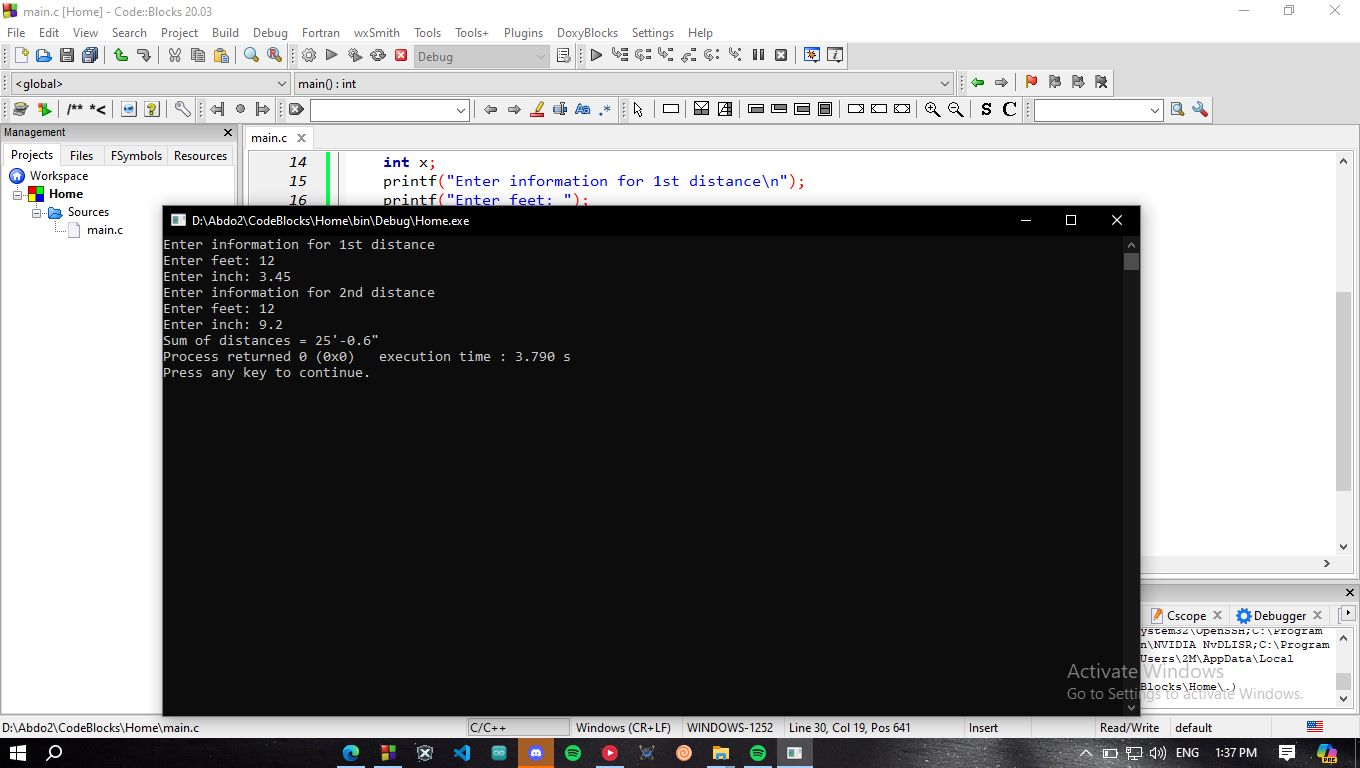 main.c [Home] - Code::Blocks 20.03
File Edit View Search Project Build Debug Fortran wxSmith Tools Tools+ Plugins DoxyBlocks Settings Help
Debug
<global> main() : int
/** *< Aa .* S C
Management
main.c
Projects Files FSymbols Resources
Workspace
Home
Sources
main.c
14 int x;
15 printf("Enter information for 1st distance\n");
16 printf("Enter feet: ");
D:\Abdo2\CodeBlocks\Home\bin\Debug\Home.exe
Enter information for 1st distance
Enter feet: 12
Enter inch: 3.45
Enter information for 2nd distance
Enter feet: 12
Enter inch: 9.2
Sum of distances = 25'-0.6"
Process returned 0 (0x0)   execution time : 3.790 s
Press any key to continue.
Cscope Debugger
ystem32\OpenSSH;C:\Program
n\NVIDIA NvDLISR;C:\Program
Users\2M\AppData\Local
Blocks\Home\.)
Activate Windows
Go to Settings to activate Windows.
D:\Abdo2\CodeBlocks\Home\main.c C/C++ Windows (CR+LF) WINDOWS-1252 Line 30, Col 19, Pos 641 Insert Read/Write default
ENG 1:37 PM PRE